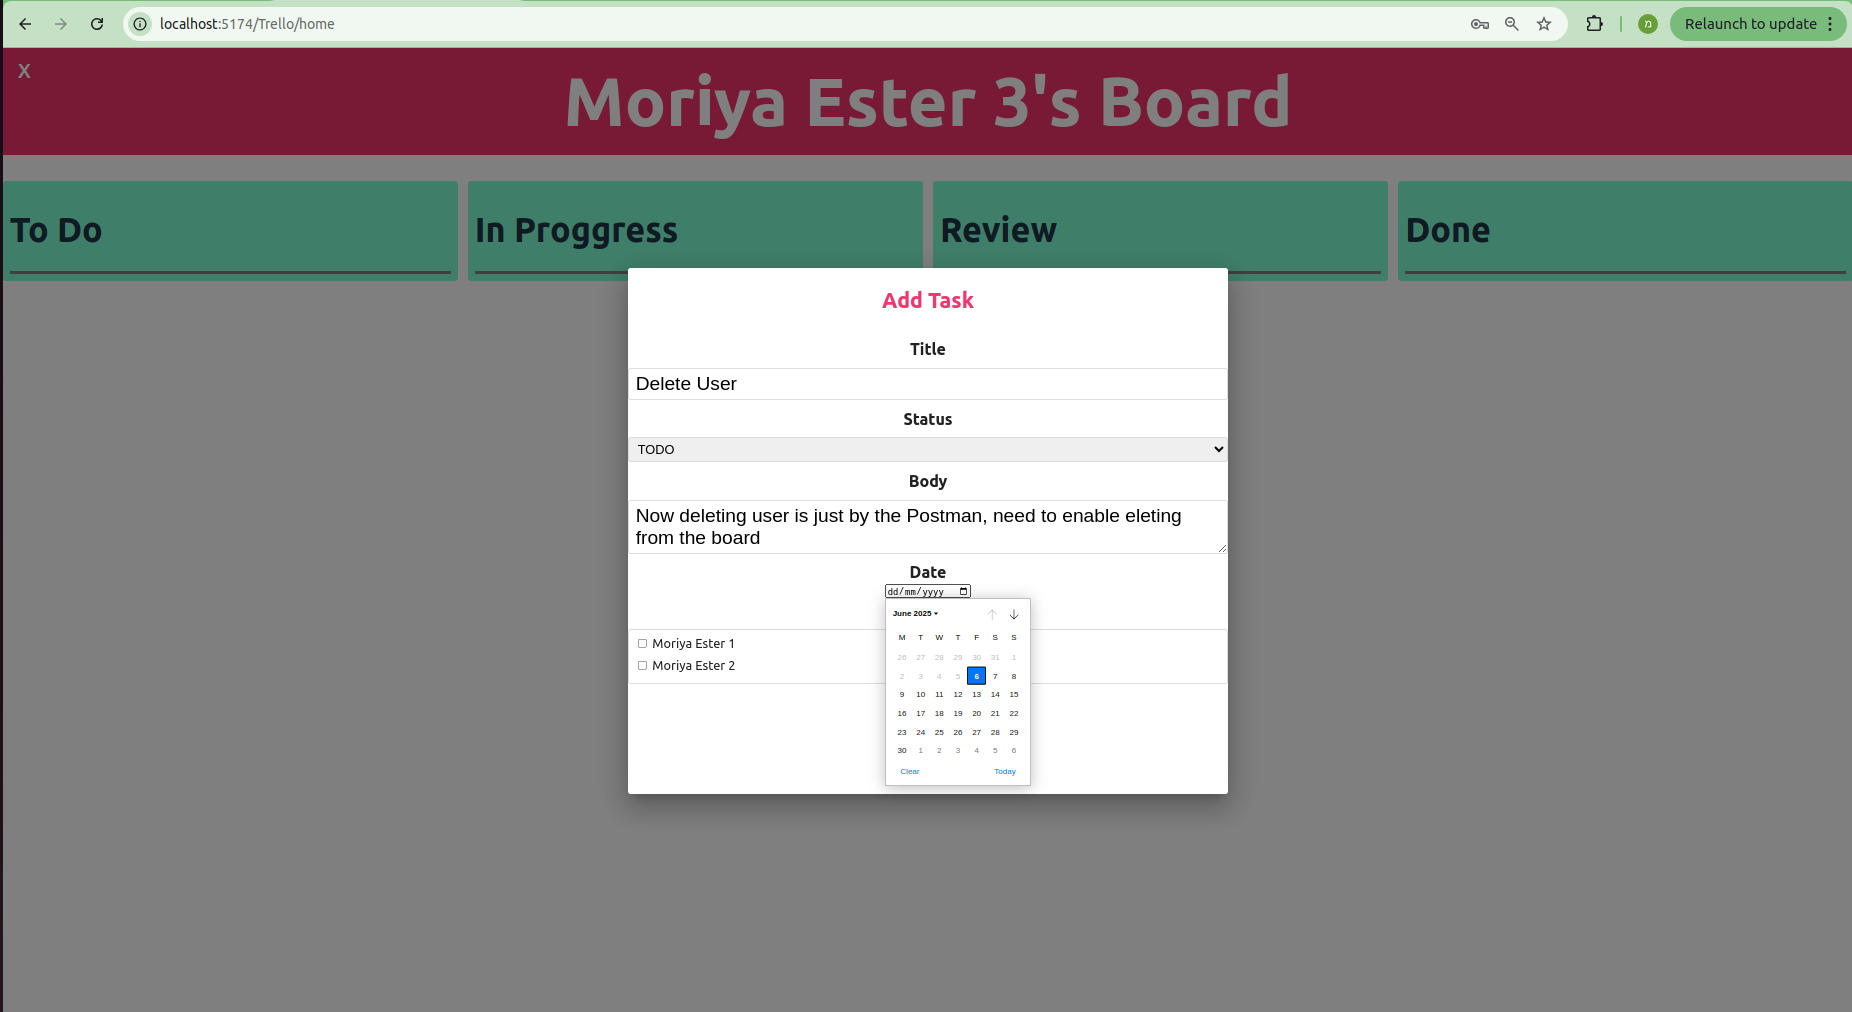 localhost:5174/Trello/home
מ
Relaunch to update
X
Moriya Ester 3's Board
To Do
In Proggress
Review
Done
Add Task
Title
Delete User
Status
TODO
Body
Now deleting user is just by the Postman, need to enable eleting
from the board
Date
dd/mm/yyyy
June 2025
M T W T F S S
26 27 28 29 30 31 1
2 3 4 5 6 7 8
9 10 11 12 13 14 15
16 17 18 19 20 21 22
23 24 25 26 27 28 29
30 1 2 3 4 5 6
Clear Today
Moriya Ester 1
Moriya Ester 2